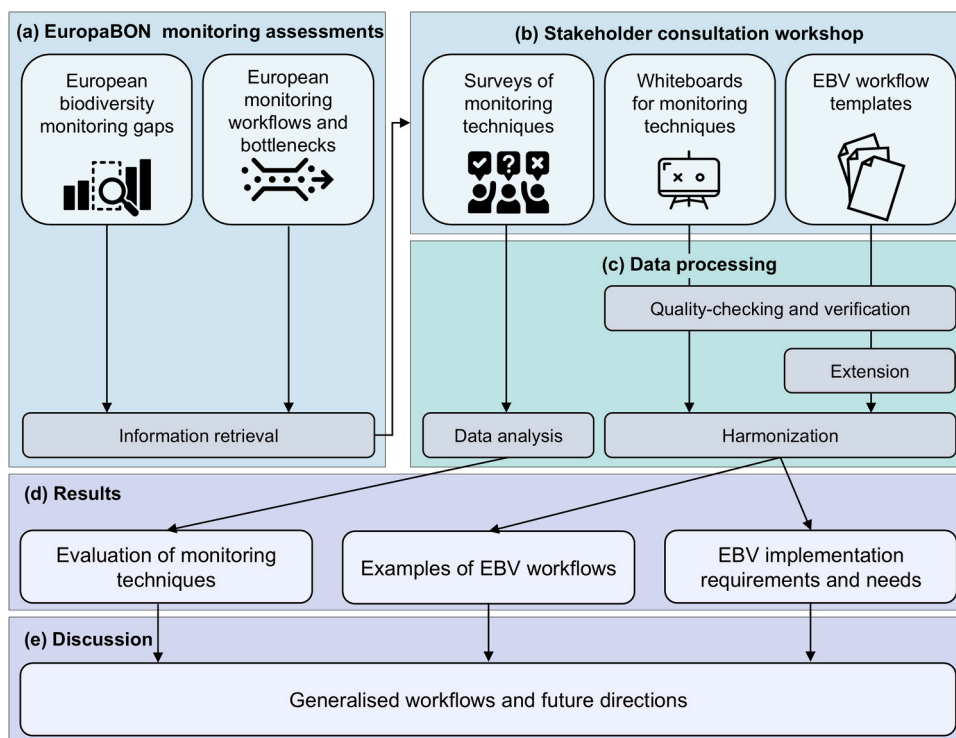 (a) EuropaBON monitoring assessments
European
biodiversity
monitoring gaps
European
monitoring
workflows and
bottlenecks
Information retrieval
(b) Stakeholder consultation workshop
Surveys of
monitoring
techniques
Whiteboards
for monitoring
techniques
EBV workflow
templates
(c) Data processing
Quality-checking and verification
Extension
Data analysis
Harmonization
(d) Results
Evaluation of monitoring
techniques
Examples of EBV workflows
EBV implementation
requirements and needs
(e) Discussion
Generalised workflows and future directions